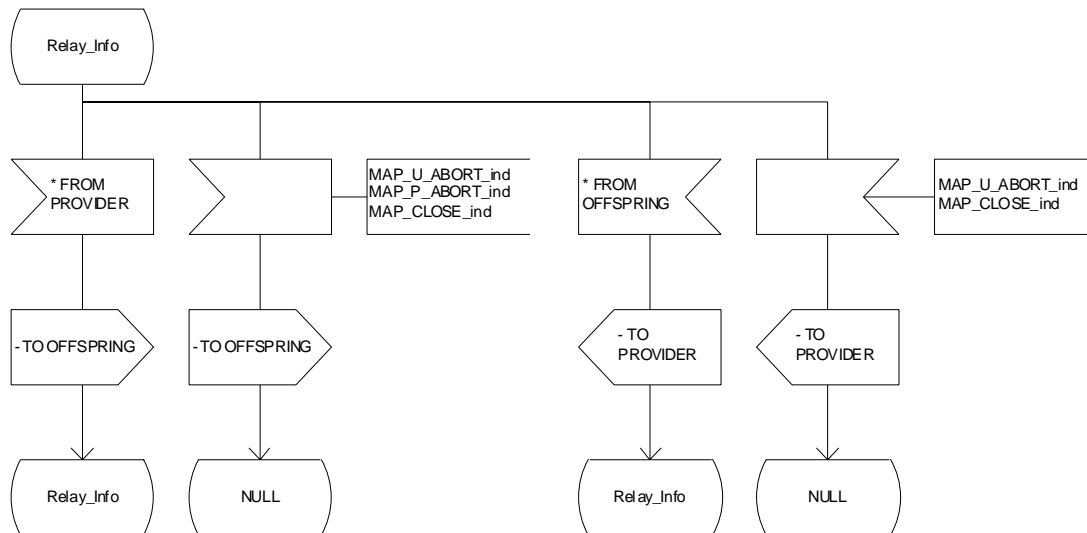 Relay_Info
* FROM
PROVIDER
MAP_U_ABORT_ind
MAP_P_ABORT_ind
MAP_CLOSE_ind
* FROM
OFFSPRING
MAP_U_ABORT_ind
MAP_CLOSE_ind
- TO OFFSPRING
- TO OFFSPRING
- TO
PROVIDER
- TO
PROVIDER
Relay_Info
NULL
Relay_Info
NULL